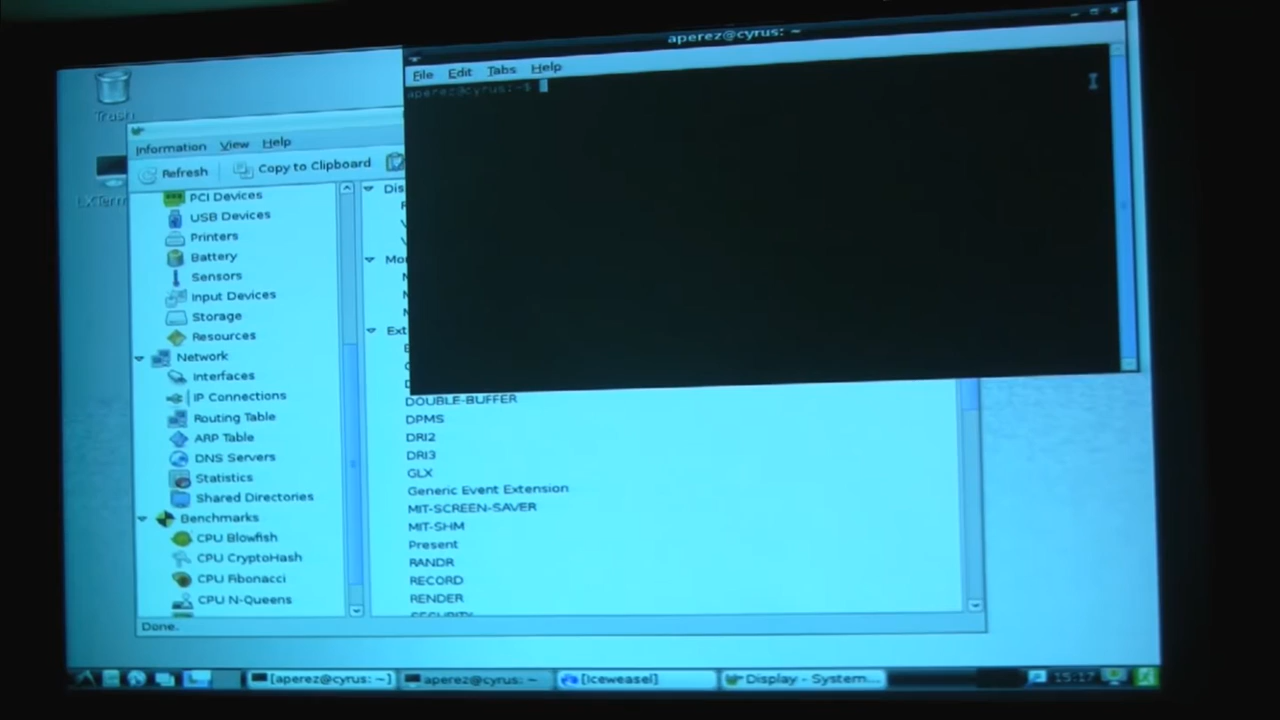 aperez@cyrus: ~
File Edit Tabs Help
aperez@cyrus:~$
Trash
Information View Help
Refresh
Copy to Clipboard
PCI Devices
USB Devices
Printers
Battery
Sensors
Input Devices
Storage
Resources
Network
Interfaces
IP Connections
Routing Table
ARP Table
DNS Servers
Statistics
Shared Directories
Benchmarks
CPU Blowfish
CPU CryptoHash
CPU Fibonacci
CPU N-Queens
DOUBLE-BUFFER
DPMS
DRI2
DRI3
GLX
Generic Event Extension
MIT-SCREEN-SAVER
MIT-SHM
Present
RANDR
RECORD
RENDER
SECURITY
Done.
[aperez@cyrus: ~]
aperez@cyrus: ~
[Iceweasel]
Display - System...
15:17